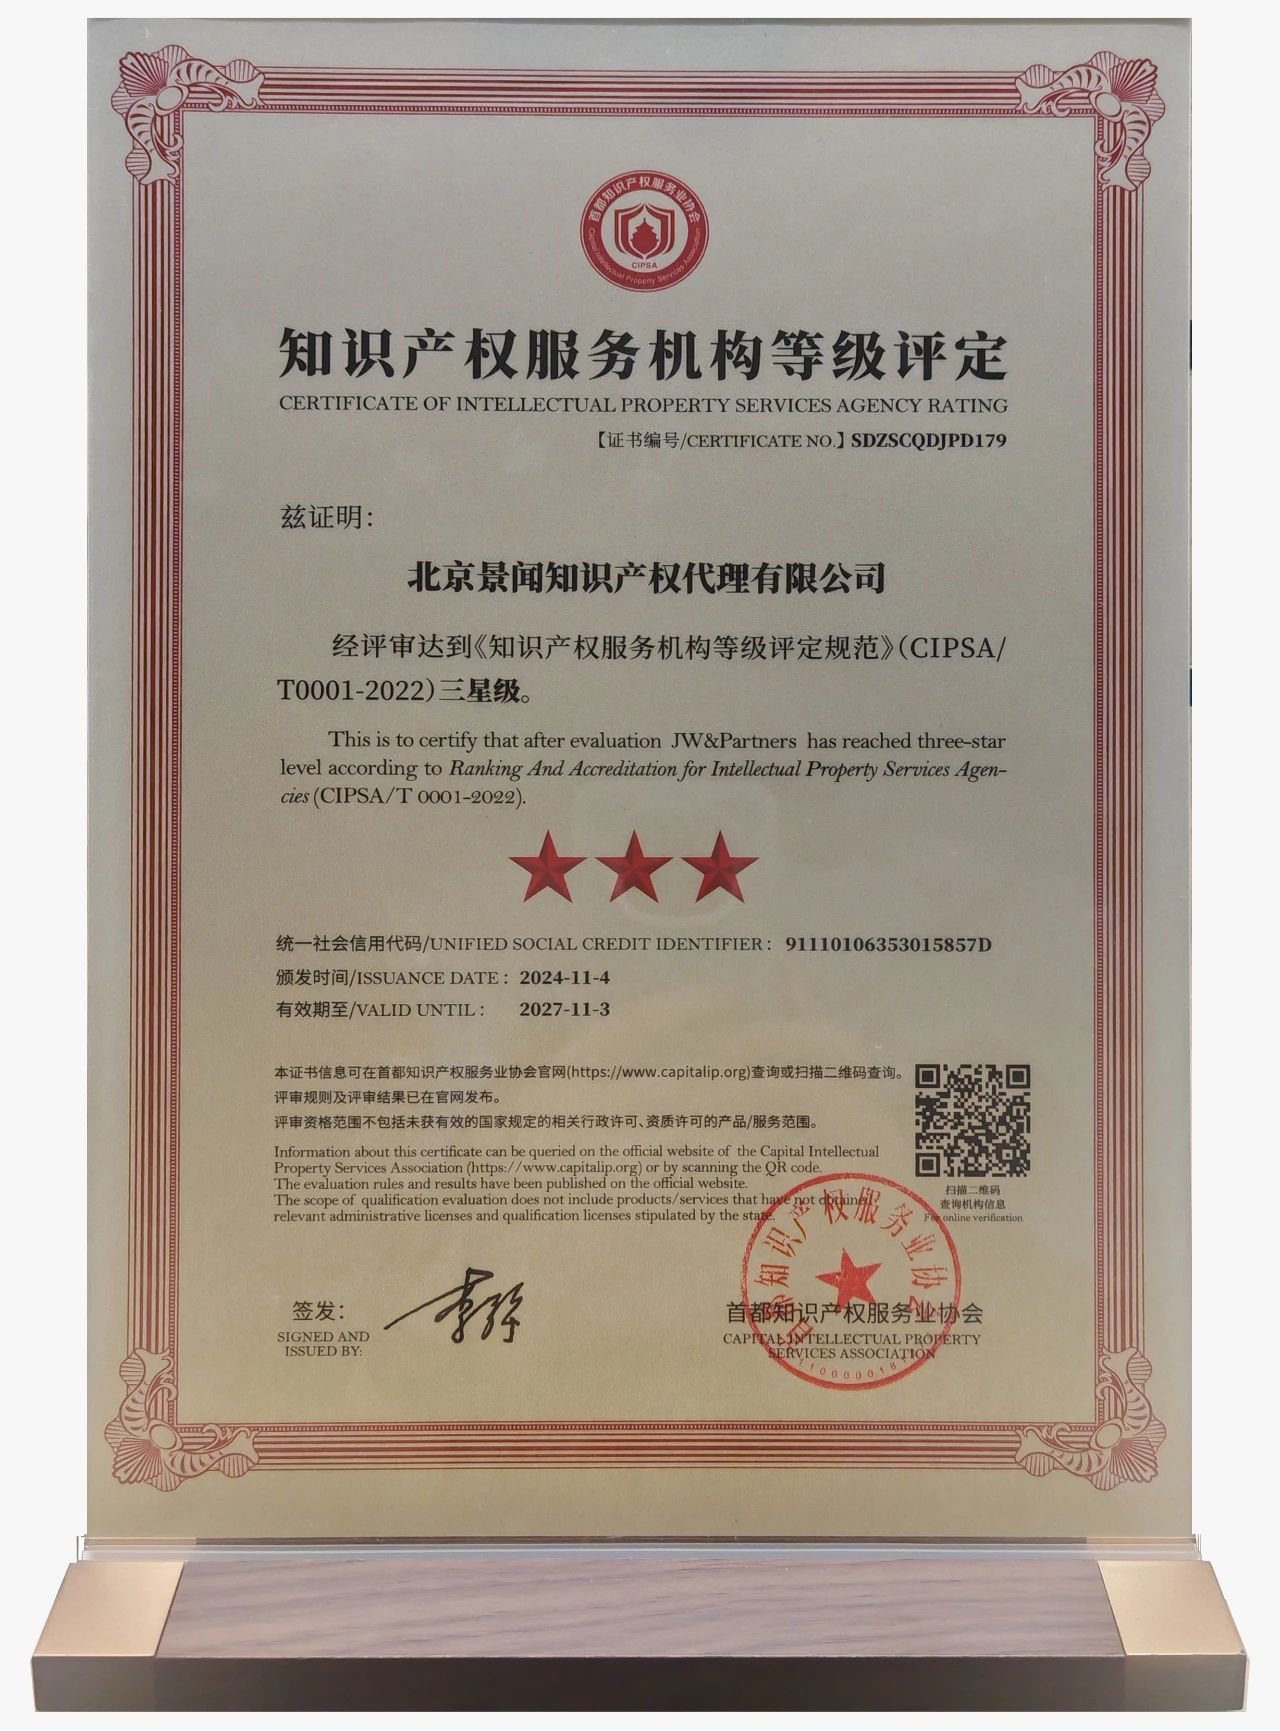 首都知识产权服务业协会
CIPSA
Capital Intellectual Property Services Association
知识产权服务机构等级评定
CERTIFICATE OF INTELLECTUAL PROPERTY SERVICES AGENCY RATING
【证书编号/CERTIFICATE NO.】SDZSCQDJPD179
兹证明：
北京景闻知识产权代理有限公司
经评审达到《知识产权服务机构等级评定规范》（CIPSA/
T0001-2022）三星级。
This is to certify that after evaluation JW&Partners has reached three-star
level according to Ranking And Accreditation for Intellectual Property Services Agen-
cies (CIPSA/T 0001-2022).
统一社会信用代码/UNIFIED SOCIAL CREDIT IDENTIFIER： 91110106353015857D
颁发时间/ISSUANCE DATE： 2024-11-4
有效期至/VALID UNTIL： 2027-11-3
本证书信息可在首都知识产权服务业协会官网(https://www.capitalip.org)查询或扫描二维码查询。
评审规则及评审结果已在官网发布。
评审资格范围不包括未获有效的国家规定的相关行政许可、资质许可的产品/服务范围。
Information about this certificate can be queried on the official website of the Capital Intellectual
Property Services Association (https://www.capitalip.org) or by scanning the QR code.
The evaluation rules and results have been published on the official website.
The scope of qualification evaluation does not include products/services that have not obtained
relevant administrative licenses and qualification licenses stipulated by the state.
扫描二维码
查询机构信息
For online verification
签发：
SIGNED AND
ISSUED BY:
首都知识产权服务业协会
首都知识产权服务业协会
CAPITAL INTELLECTUAL PROPERTY
SERVICES ASSOCIATION